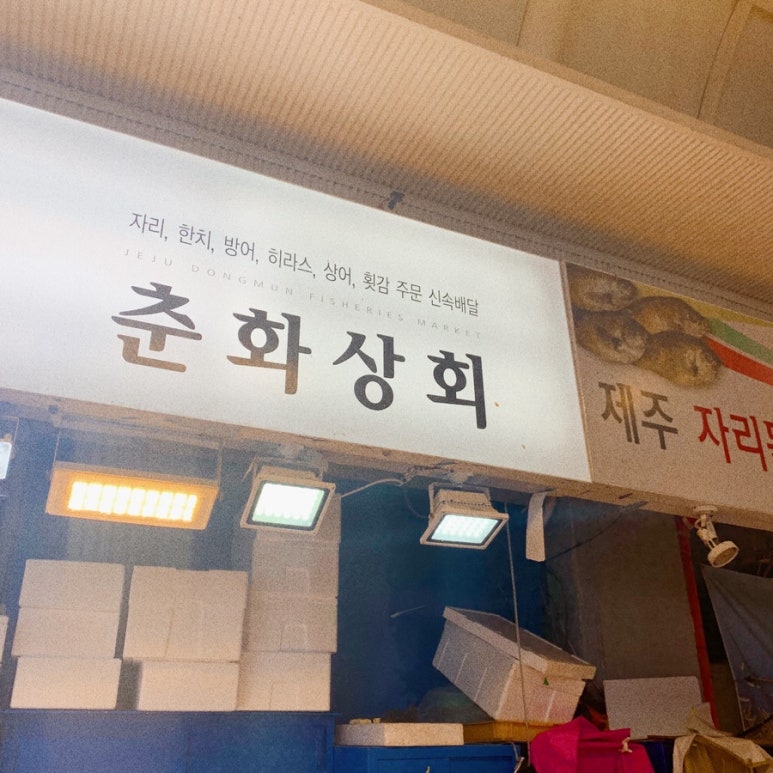 자리, 한치, 방어, 히라스, 상어, 횟감 주문 신속배달
JEJU DONGMUN FISHERIES MARKET
춘화상회
제주 자리